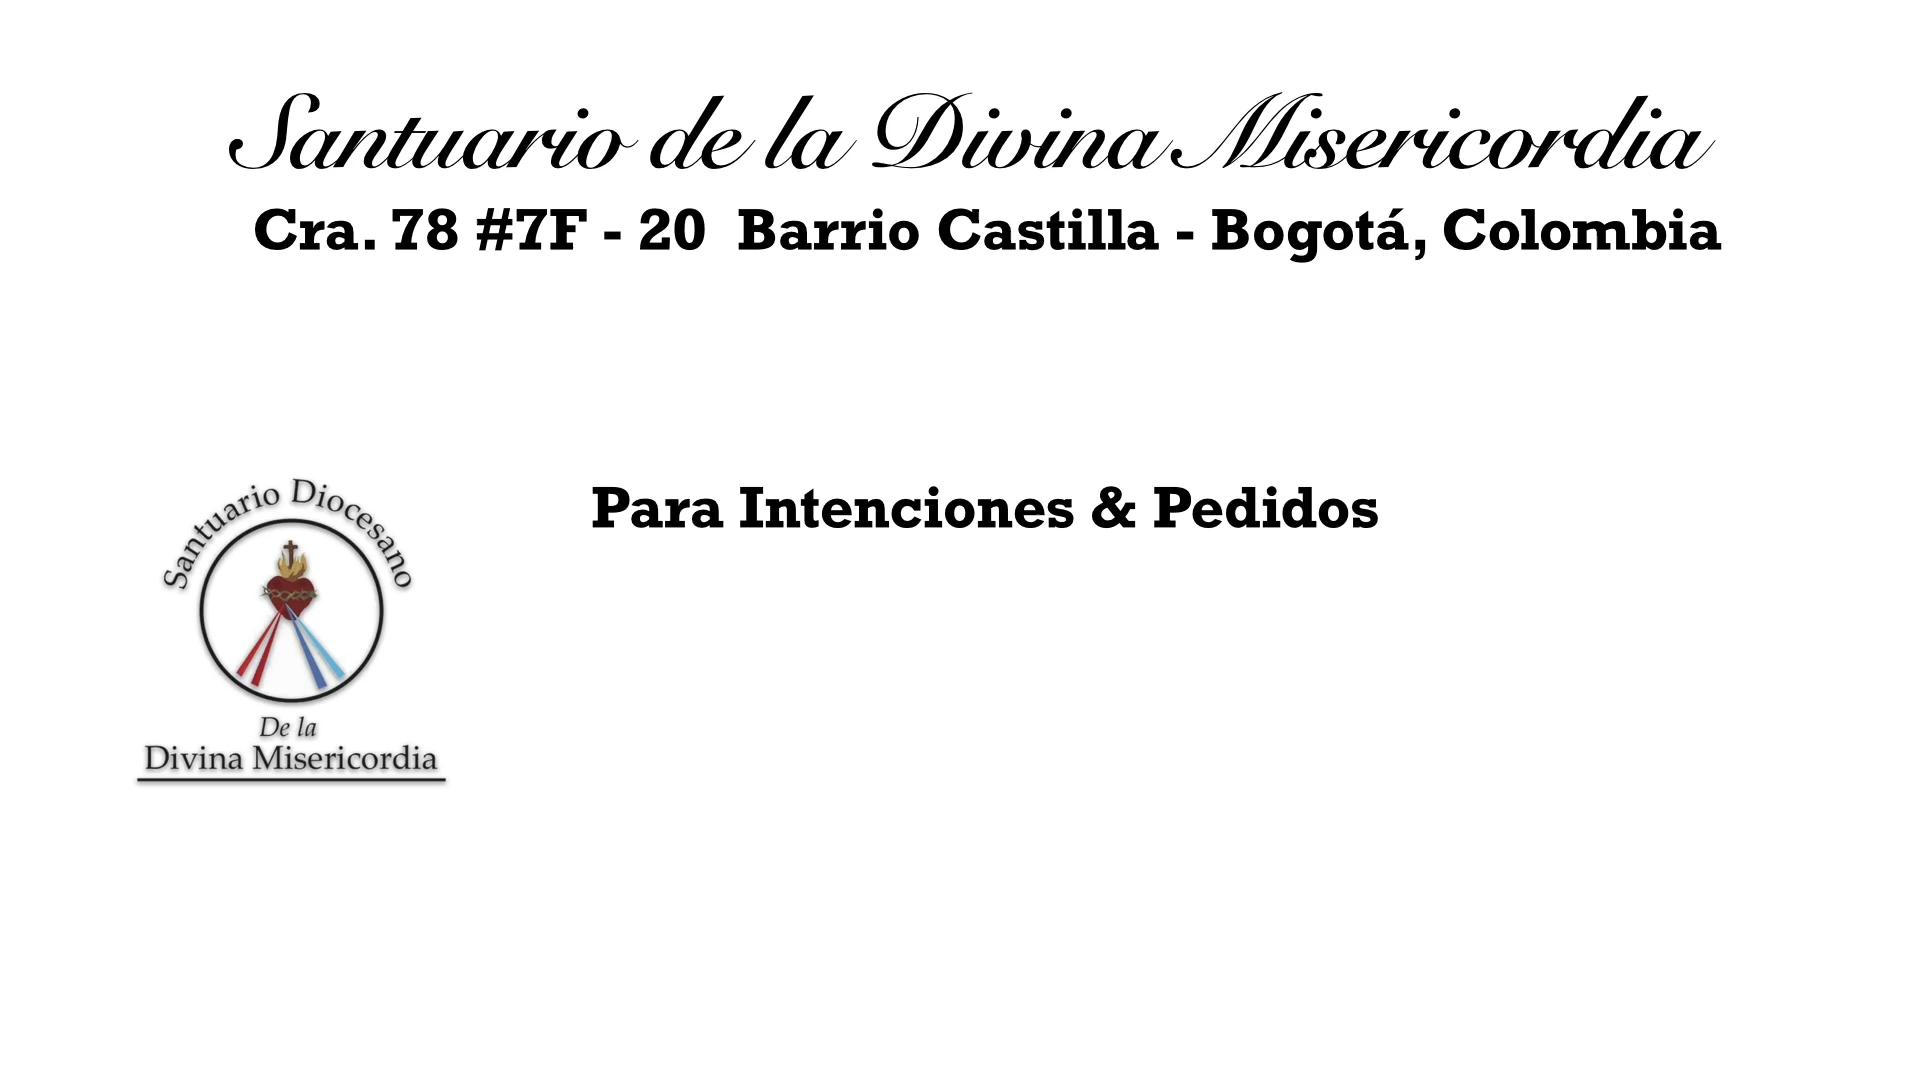 Santuario de la Divina Misericordia
Cra. 78 #7F - 20  Barrio Castilla - Bogotá, Colombia
Para Intenciones & Pedidos
Santuario Diocesano
De la
Divina Misericordia